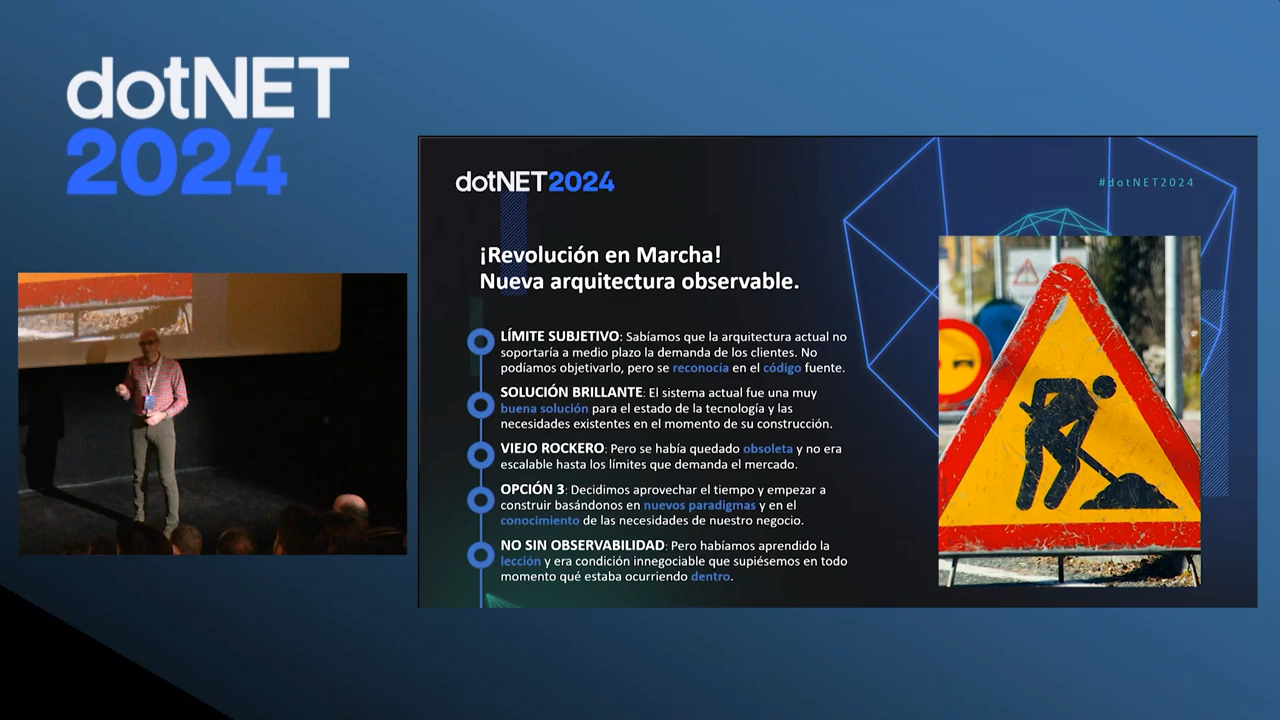 dotNET
2024
dotNET2024
#dotNET2024
¡Revolución en Marcha!
Nueva arquitectura observable.
LÍMITE SUBJETIVO: Sabíamos que la arquitectura actual no
soportaría a medio plazo la demanda de los clientes. No
podíamos objetivarlo, pero se reconocía en el código fuente.
SOLUCIÓN BRILLANTE: El sistema actual fue una muy
buena solución para el estado de la tecnología y las
necesidades existentes en el momento de su construcción.
VIEJO ROCKERO: Pero se había quedado obsoleta y no era
escalable hasta los límites que demanda el mercado.
OPCIÓN 3: Decidimos aprovechar el tiempo y empezar a
construir basándonos en nuevos paradigmas y en el
conocimiento de las necesidades de nuestro negocio.
NO SIN OBSERVABILIDAD: Pero habíamos aprendido la
lección y era condición innegociable que supiésemos en todo
momento qué estaba ocurriendo dentro.